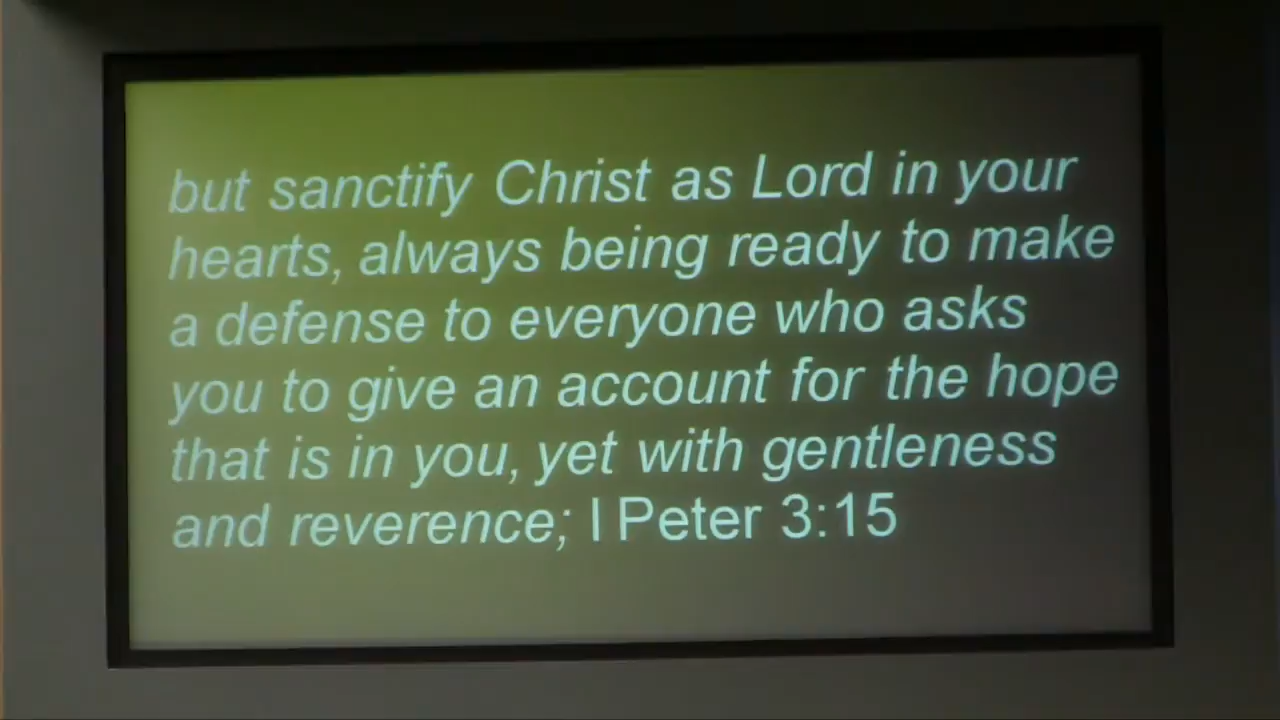 but sanctify Christ as Lord in your
hearts, always being ready to make
a defense to everyone who asks
you to give an account for the hope
that is in you, yet with gentleness
and reverence; I Peter 3:15